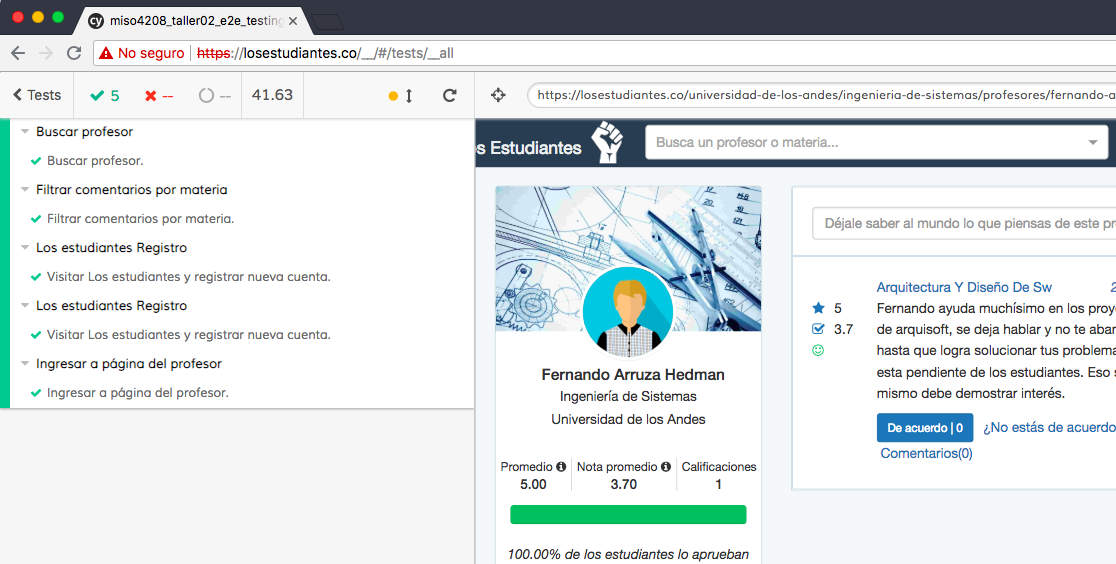 cy miso4208_taller02_e2e_testing
No seguro https://losestudiantes.co/__/#/tests/__all
Tests 5 -- -- 41.63
https://losestudiantes.co/universidad-de-los-andes/ingenieria-de-sistemas/profesores/fernando-a
Buscar profesor
Buscar profesor.
Filtrar comentarios por materia
Filtrar comentarios por materia.
Los estudiantes Registro
Visitar Los estudiantes y registrar nueva cuenta.
Los estudiantes Registro
Visitar Los estudiantes y registrar nueva cuenta.
Ingresar a página del profesor
Ingresar a página del profesor.
s Estudiantes
Busca un profesor o materia...
Fernando Arruza Hedman
Ingeniería de Sistemas
Universidad de los Andes
Promedio Nota promedio Calificaciones
5.00 3.70 1
100.00% de los estudiantes lo aprueban
Déjale saber al mundo lo que piensas de este pr
Arquitectura Y Diseño De Sw 2
5
3.7
Fernando ayuda muchísimo en los proy
de arquisoft, se deja hablar y no te aban
hasta que logra solucionar tus problema
esta pendiente de los estudiantes. Eso s
mismo debe demostrar interés.
De acuerdo | 0 ¿No estás de acuerdo
Comentarios(0)